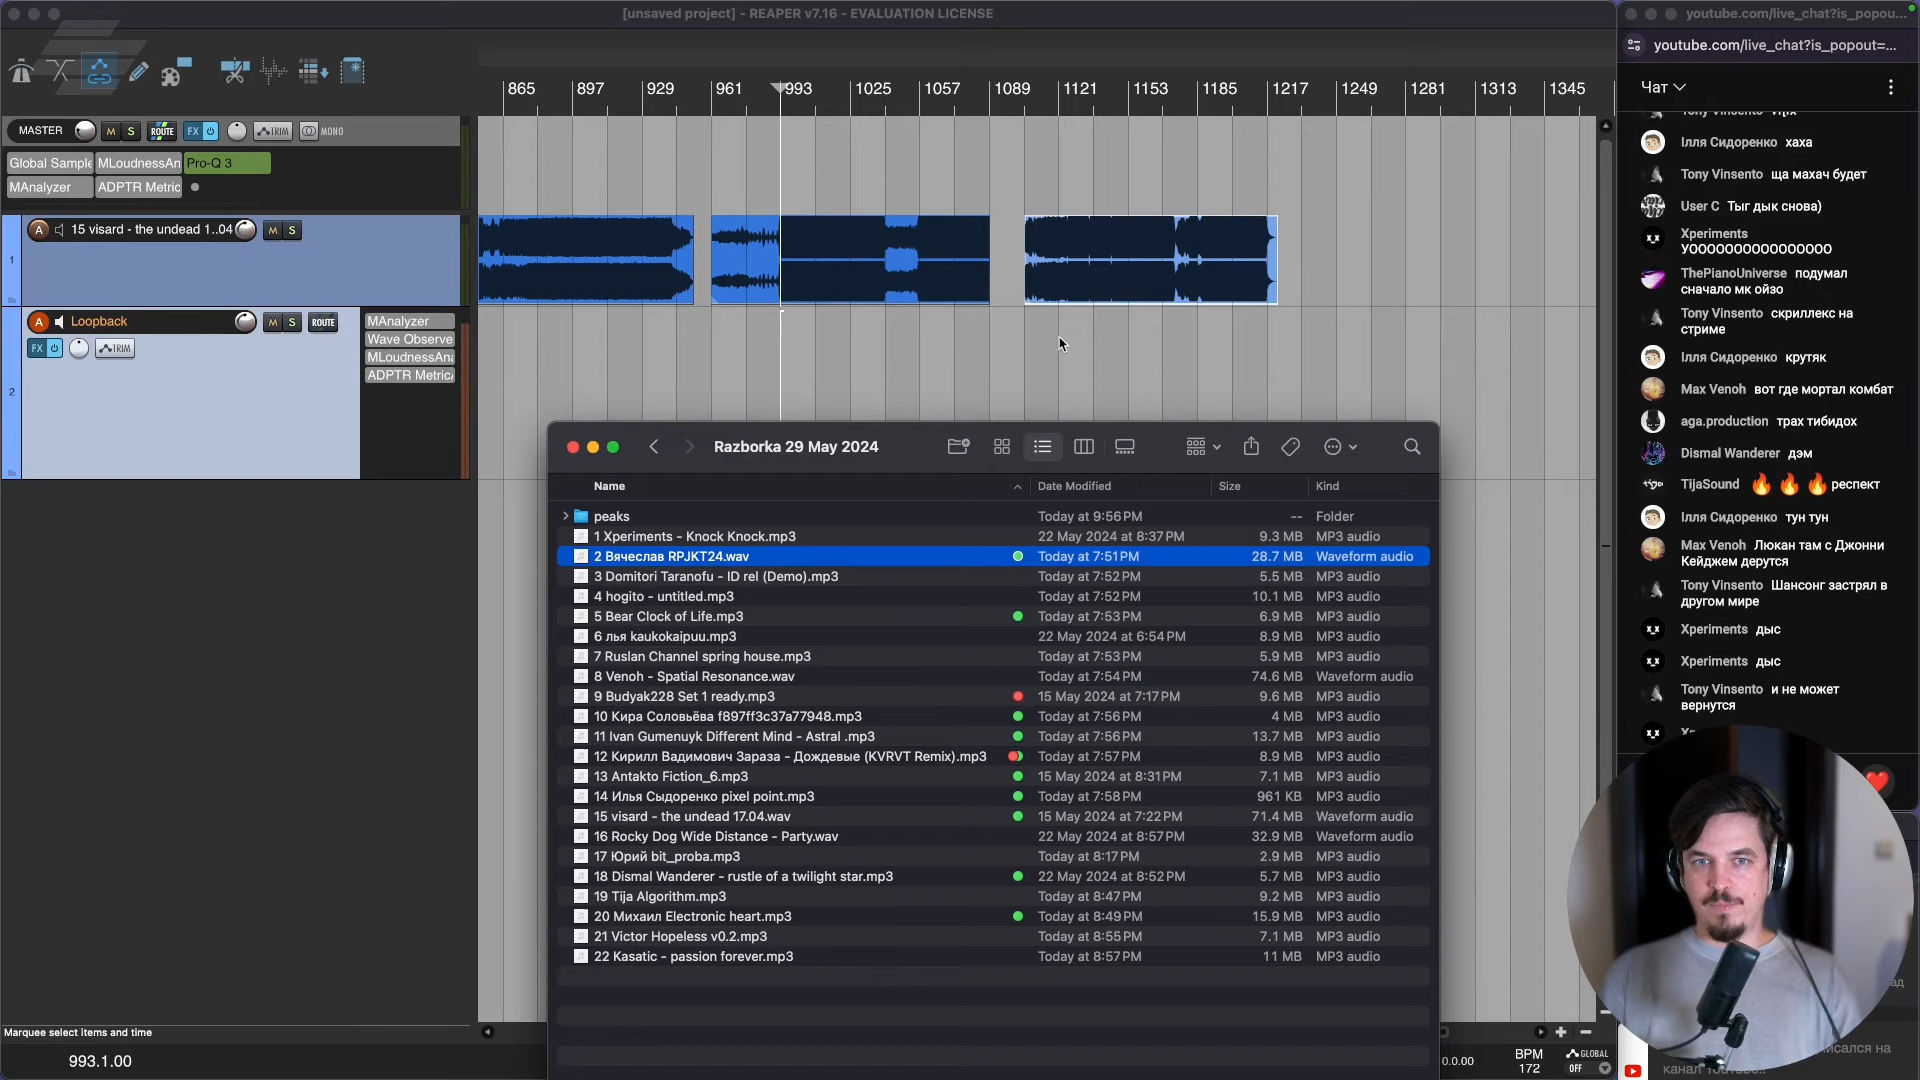 [unsaved project] - REAPER v7.16 - EVALUATION LICENSE
865 897 929 961 993 1025 1057 1089 1121 1153 1185 1217 1249 1281 1313 1345
MASTER M S ROUTE FX TRIM MONO
Global Sample MLoudnessAn Pro-Q 3
MAnalyzer ADPTR Metric
1
A 15 visard - the undead 1..04 M S
2
A Loopback M S ROUTE
FX TRIM
MAnalyzer
Wave Observe
MLoudnessAna
ADPTR Metric
Razborka 29 May 2024
Name Date Modified Size Kind
peaks Today at 9:56 PM -- Folder
1 Xperiments - Knock Knock.mp3 22 May 2024 at 8:37 PM 9.3 MB MP3 audio
2 Вячеслав RPJKT24.wav Today at 7:51 PM 28.7 MB Waveform audio
3 Domitori Taranofu - ID rel (Demo).mp3 Today at 7:52 PM 5.5 MB MP3 audio
4 hogito - untitled.mp3 Today at 7:52 PM 10.1 MB MP3 audio
5 Bear Clock of Life.mp3 Today at 7:53 PM 6.9 MB MP3 audio
6 лья kaukokaipuu.mp3 22 May 2024 at 6:54 PM 8.9 MB MP3 audio
7 Ruslan Channel spring house.mp3 Today at 7:53 PM 5.9 MB MP3 audio
8 Venoh - Spatial Resonance.wav Today at 7:54 PM 74.6 MB Waveform audio
9 Budyak228 Set 1 ready.mp3 15 May 2024 at 7:17 PM 9.6 MB MP3 audio
10 Кира Соловьёва f897ff3c37a77948.mp3 Today at 7:56 PM 4 MB MP3 audio
11 Ivan Gumenuyk Different Mind - Astral .mp3 Today at 7:56 PM 13.7 MB MP3 audio
12 Кирилл Вадимович Зараза - Дождевые (KVRVT Remix).mp3 Today at 7:57 PM 8.9 MB MP3 audio
13 Antakto Fiction_6.mp3 15 May 2024 at 8:31 PM 7.1 MB MP3 audio
14 Илья Сыдоренко pixel point.mp3 Today at 7:58 PM 961 KB MP3 audio
15 visard - the undead 17.04.wav 15 May 2024 at 7:22 PM 71.4 MB Waveform audio
16 Rocky Dog Wide Distance - Party.wav 22 May 2024 at 8:57 PM 32.9 MB Waveform audio
17 Юрий bit_proba.mp3 Today at 8:17 PM 2.9 MB MP3 audio
18 Dismal Wanderer - rustle of a twilight star.mp3 22 May 2024 at 8:52 PM 5.7 MB MP3 audio
19 Tija Algorithm.mp3 Today at 8:47 PM 9.2 MB MP3 audio
20 Михаил Electronic heart.mp3 Today at 8:49 PM 15.9 MB MP3 audio
21 Victor Hopeless v0.2.mp3 Today at 8:55 PM 7.1 MB MP3 audio
22 Kasatic - passion forever.mp3 Today at 8:57 PM 11 MB MP3 audio
Marquee select items and time
993.1.00
0.0.00
BPM
172
GLOBAL
OFF
youtube.com/live_chat?is_popou...
youtube.com/live_chat?is_popout=...
Чат
Ілля Сидоренко хаха
Tony Vinsento ща махач будет
User C Тыг дык снова)
Xperiments
УООООООООООООООО
ThePianoUniverse подумал
сначало мк ойзо
Tony Vinsento скриллекс на
стриме
Ілля Сидоренко крутяк
Max Venoh вот где мортал комбат
aga.production трах тибидох
Dismal Wanderer дэм
TijaSound 🔥 🔥 🔥 респект
Ілля Сидоренко тун тун
Max Venoh Люкан там с Джонни
Кейджем дерутся
Tony Vinsento Шансонг застрял в
другом мире
Xperiments дыс
Xperiments дыс
Tony Vinsento и не может
вернутся